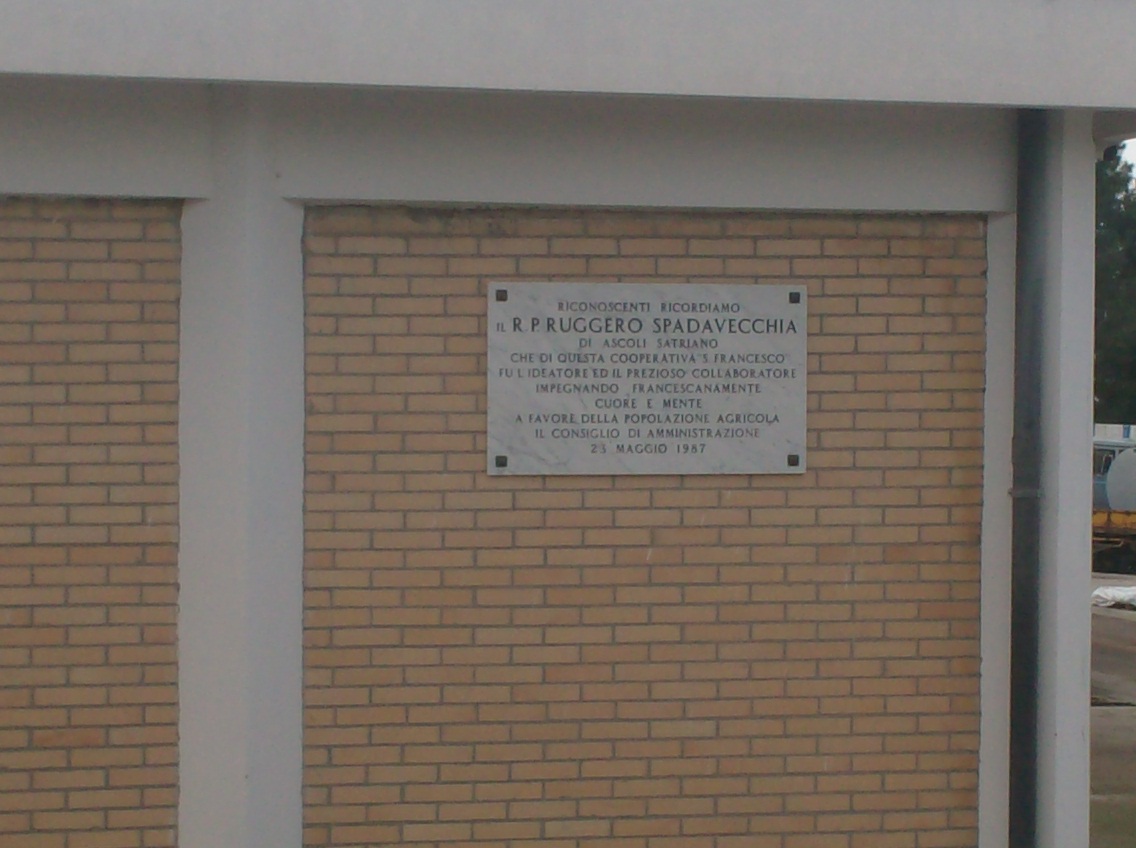 RICONOSCENTI RICORDIAMO
IL R.P. RUGGERO SPADAVECCHIA
DI ASCOLI SATRIANO
CHE DI QUESTA COOPERATIVA "S. FRANCESCO"
FU L'IDEATORE ED IL PREZIOSO COLLABORATORE
IMPEGNANDO FRANCESCANAMENTE
CUORE E MENTE
A FAVORE DELLA POPOLAZIONE AGRICOLA
IL CONSIGLIO DI AMMINISTRAZIONE
23 MAGGIO 1987